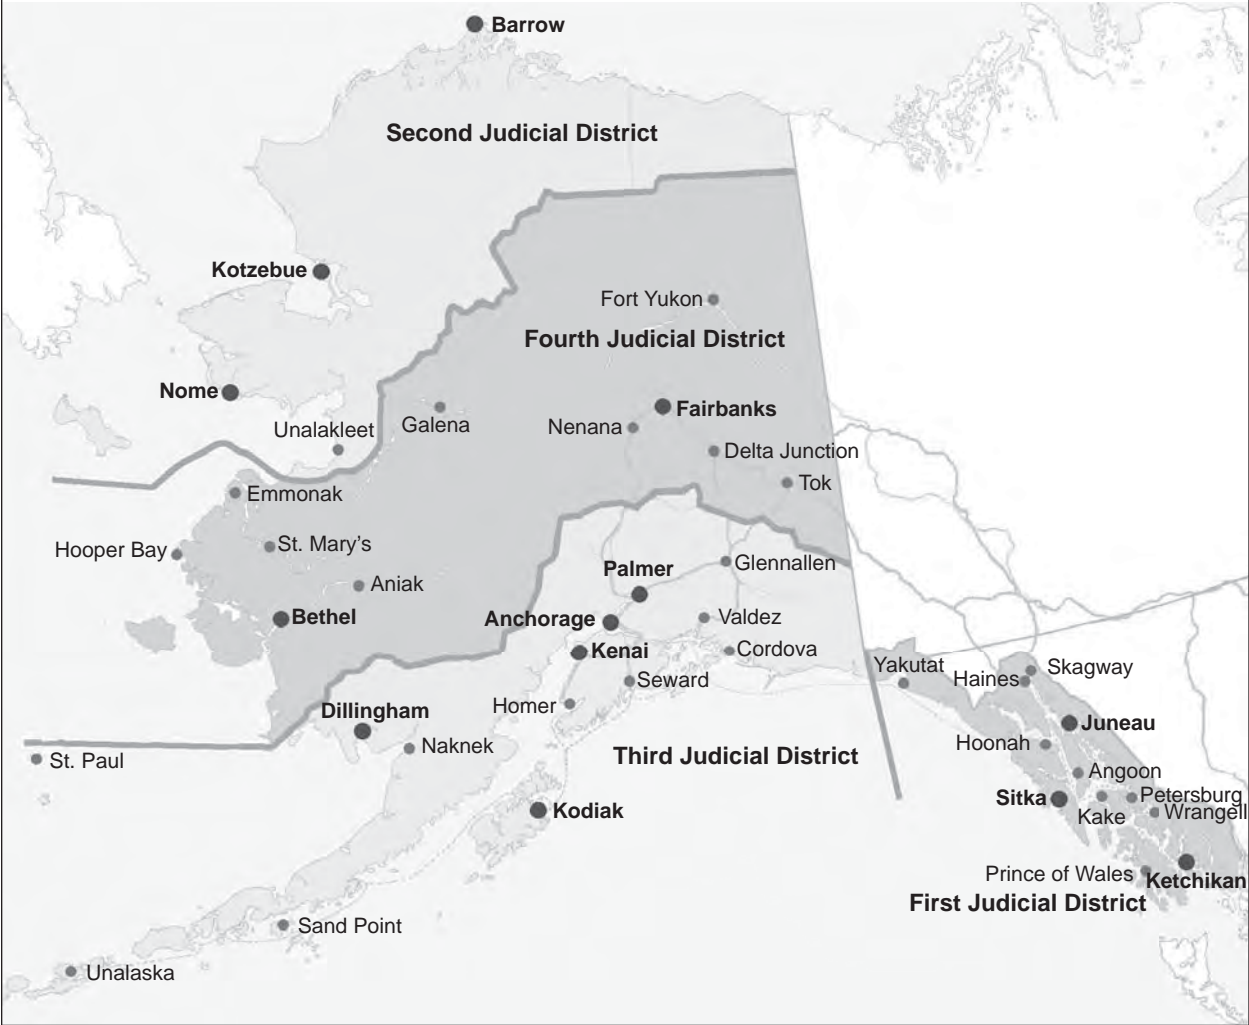 Barrow
Second Judicial District
Kotzebue
Fort Yukon
Fourth Judicial District
Nome
Fairbanks
Galena
Unalakleet
Nenana
Delta Junction
Tok
Emmonak
Hooper Bay
St. Mary's
Glennallen
Palmer
Aniak
Bethel
Anchorage
Valdez
Kenai
Cordova
Yakutat
Skagway
Haines
Seward
Homer
Dillingham
Juneau
Hoonah
Naknek
Third Judicial District
St. Paul
Angoon
Sitka
Petersburg
Kodiak
Kake
Wrangell
Prince of Wales
Ketchikan
First Judicial District
Sand Point
Unalaska